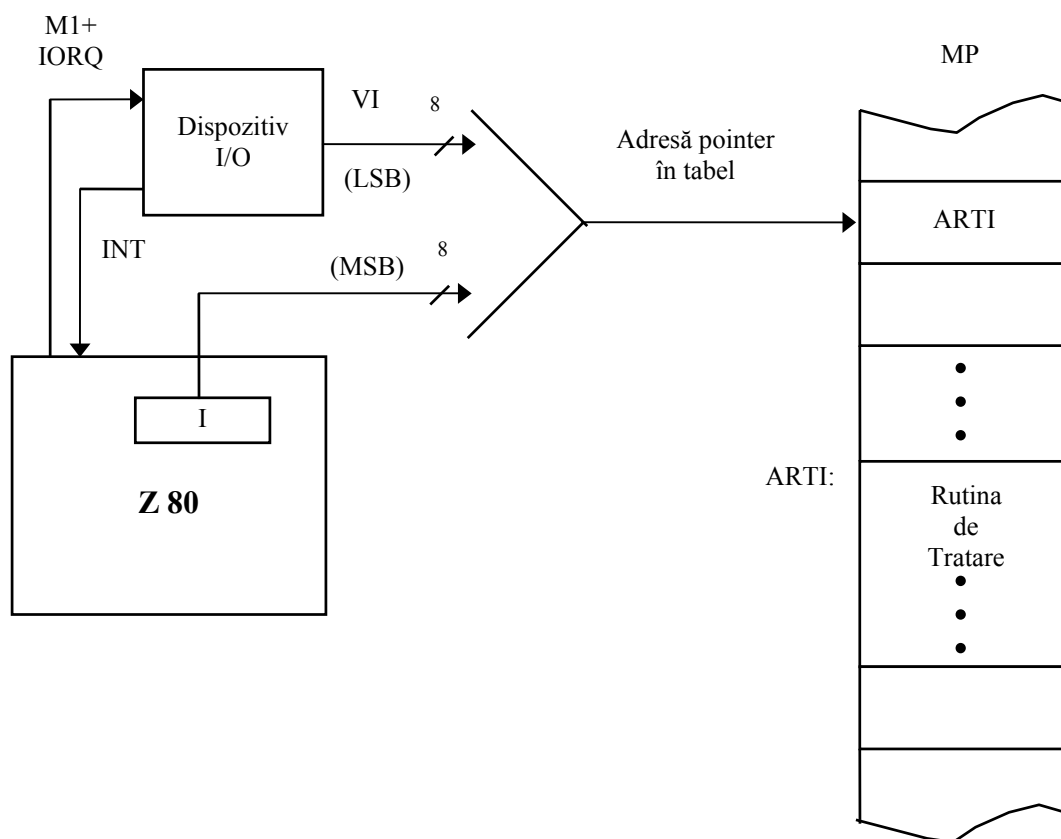 M1+
IORQ
MP
Dispozitiv
I/O
VI
8
(LSB)
Adresă pointer
în tabel
ARTI
INT
(MSB)
8
I
Z 80
ARTI:
Rutina
de
Tratare